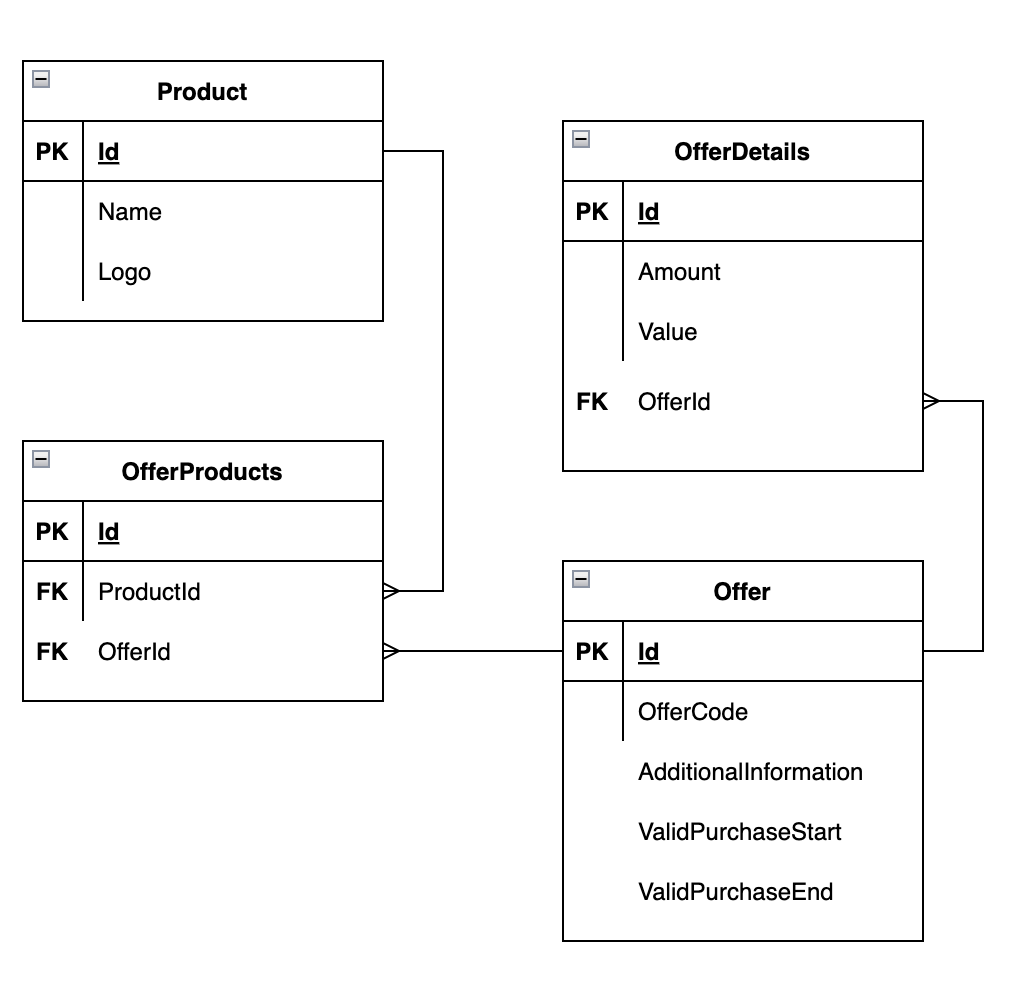 Product
PK Id
Name
Logo
OfferProducts
PK Id
FK ProductId
FK OfferId
OfferDetails
PK Id
Amount
Value
FK OfferId
Offer
PK Id
OfferCode
AdditionalInformation
ValidPurchaseStart
ValidPurchaseEnd